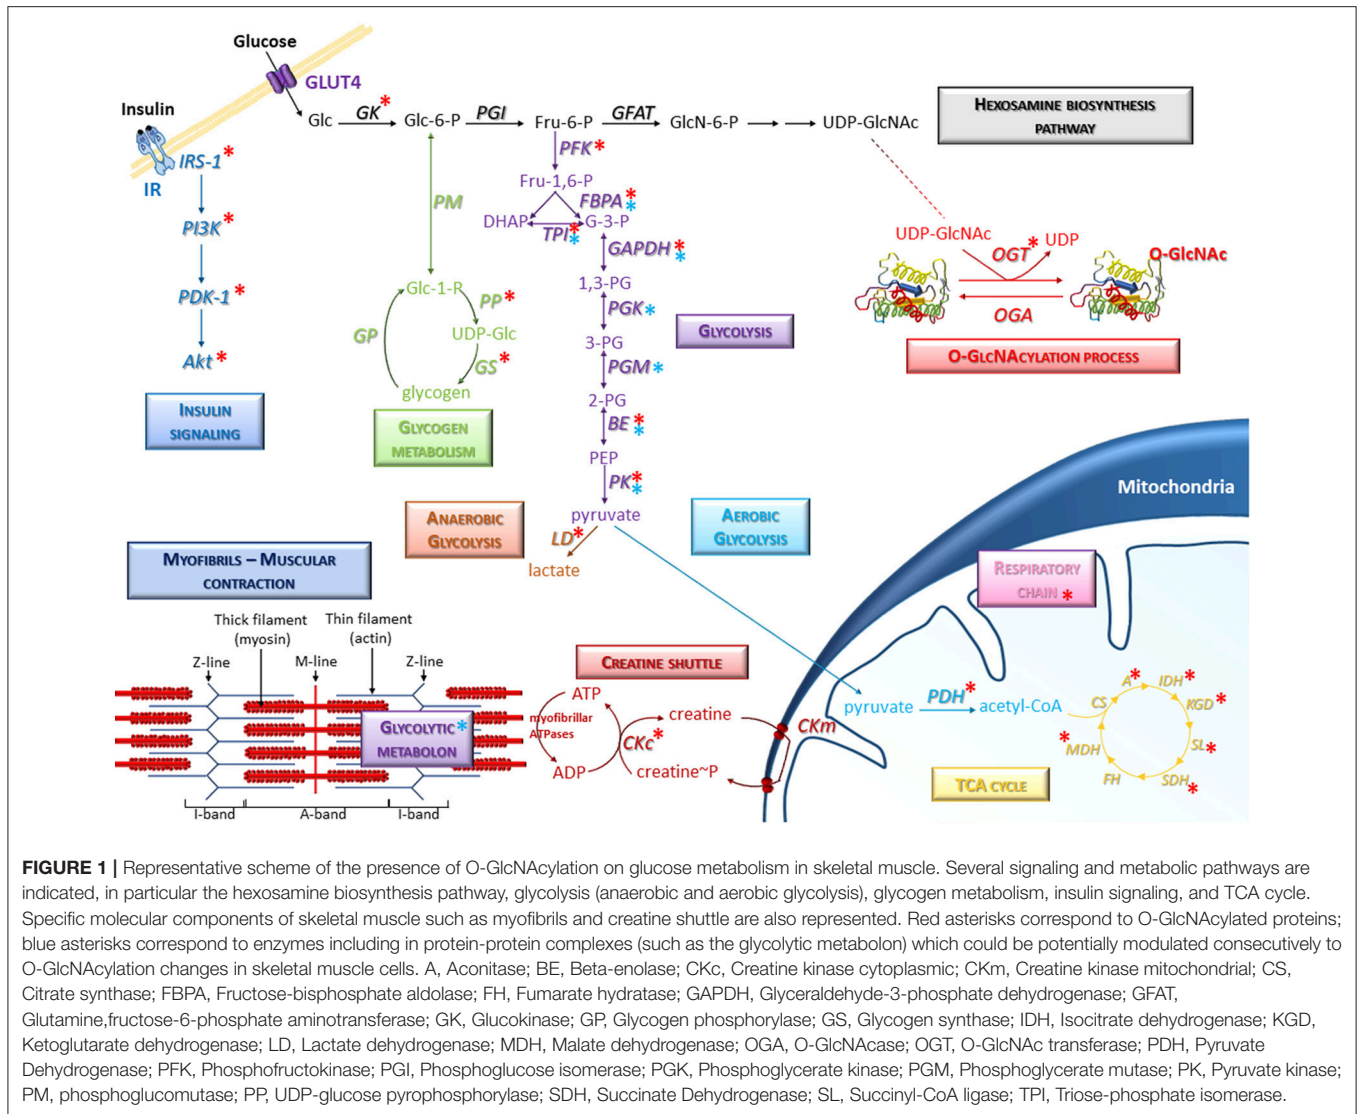 Glucose
GLUT4
Insulin
IR
Glc
GK*
Glc-6-P
PGI
Fru-6-P
GFAT
GlcN-6-P
UDP-GlcNAc
HEXOSAMINE BIOSYNTHESIS
PATHWAY
IRS-1*
PI3K*
PDK-1*
Akt*
INSULIN
SIGNALING
PM
Glc-1-R
PP*
UDP-Glc
GP
GS*
glycogen
GLYCOGEN
METABOLISM
PFK*
Fru-1,6-P
FBPA**
DHAP
G-3-P
TPI**
GAPDH**
1,3-PG
PGK*
3-PG
PGM*
2-PG
BE**
PEP
PK**
pyruvate
GLYCOLYSIS
UDP-GlcNAc
OGT*
UDP
O-GlcNAc
OGA
O-GLCNACYLATION PROCESS
ANAEROBIC
GLYCOLYSIS
LD*
lactate
AEROBIC
GLYCOLYSIS
Mitochondria
RESPIRATORY
CHAIN *
MYOFIBRILS – MUSCULAR
CONTRACTION
Thick filament
(myosin)
Thin filament
(actin)
Z-line
M-line
Z-line
GLYCOLYTIC*
METABOLON
I-band
A-band
I-band
CREATINE SHUTTLE
ATP
myofibrillar
ATPases
ADP
CKc*
creatine
creatine~P
CKm
pyruvate
PDH*
acetyl-CoA
CS
A*
IDH*
KGD*
SL*
SDH*
FH
*MDH
TCA CYCLE
FIGURE 1 | Representative scheme of the presence of O-GlcNAcylation on glucose metabolism in skeletal muscle. Several signaling and metabolic pathways are
indicated, in particular the hexosamine biosynthesis pathway, glycolysis (anaerobic and aerobic glycolysis), glycogen metabolism, insulin signaling, and TCA cycle.
Specific molecular components of skeletal muscle such as myofibrils and creatine shuttle are also represented. Red asterisks correspond to O-GlcNAcylated proteins;
blue asterisks correspond to enzymes including in protein-protein complexes (such as the glycolytic metabolon) which could be potentially modulated consecutively to
O-GlcNAcylation changes in skeletal muscle cells. A, Aconitase; BE, Beta-enolase; CKc, Creatine kinase cytoplasmic; CKm, Creatine kinase mitochondrial; CS,
Citrate synthase; FBPA, Fructose-bisphosphate aldolase; FH, Fumarate hydratase; GAPDH, Glyceraldehyde-3-phosphate dehydrogenase; GFAT,
Glutamine,fructose-6-phosphate aminotransferase; GK, Glucokinase; GP, Glycogen phosphorylase; GS, Glycogen synthase; IDH, Isocitrate dehydrogenase; KGD,
Ketoglutarate dehydrogenase; LD, Lactate dehydrogenase; MDH, Malate dehydrogenase; OGA, O-GlcNAcase; OGT, O-GlcNAc transferase; PDH, Pyruvate
Dehydrogenase; PFK, Phosphofructokinase; PGI, Phosphoglucose isomerase; PGK, Phosphoglycerate kinase; PGM, Phosphoglycerate mutase; PK, Pyruvate kinase;
PM, phosphoglucomutase; PP, UDP-glucose pyrophosphorylase; SDH, Succinate Dehydrogenase; SL, Succinyl-CoA ligase; TPI, Triose-phosphate isomerase.